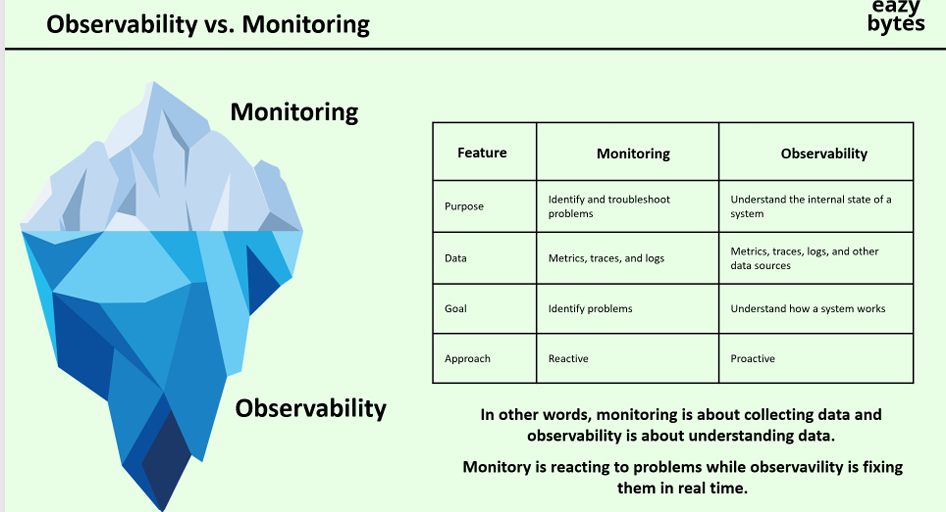 Observability vs. Monitoring
eazy
bytes
Monitoring
Observability
Feature
Monitoring
Observability
Purpose
Identify and troubleshoot
problems
Understand the internal state of a
system
Data
Metrics, traces, and logs
Metrics, traces, logs, and other
data sources
Goal
Identify problems
Understand how a system works
Approach
Reactive
Proactive
In other words, monitoring is about collecting data and
observability is about understanding data.
Monitory is reacting to problems while observavility is fixing
them in real time.